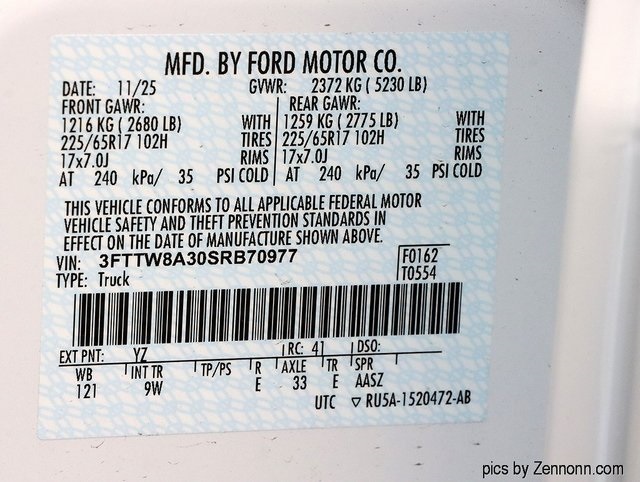 MFD. BY FORD MOTOR CO.
DATE: 11/25 GVWR: 2372 KG ( 5230 LB)
FRONT GAWR: REAR GAWR:
1216 KG ( 2680 LB) WITH 1259 KG ( 2775 LB) WITH
225/65R17 102H TIRES 225/65R17 102H TIRES
17x7.0J RIMS 17x7.0J RIMS
AT 240 kPa/ 35 PSI COLD AT 240 kPa/ 35 PSI COLD
THIS VEHICLE CONFORMS TO ALL APPLICABLE FEDERAL MOTOR
VEHICLE SAFETY AND THEFT PREVENTION STANDARDS IN
EFFECT ON THE DATE OF MANUFACTURE SHOWN ABOVE.
VIN: 3FTTW8A30SRB70977 F0162
TYPE: Truck T0554
EXT PNT: YZ RC: 41 DSO:
WB INT TR TP/PS R AXLE TR SPR
121 9W E 33 E AASZ
UTC ▽ RU5A-1520472-AB
pics by Zennonn.com